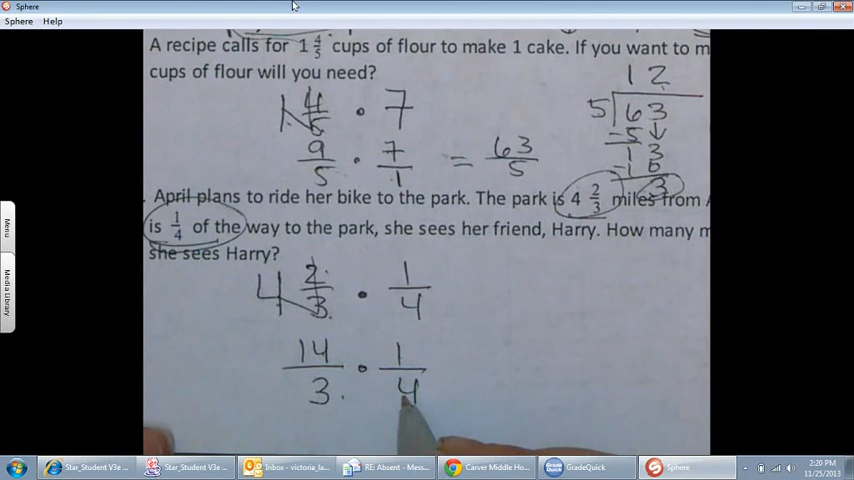 Sphere
Sphere Help
A recipe calls for 1 4/5 cups of flour to make 1 cake. If you want to m
cups of flour will you need?
1 4/5 · 7
9/5 · 7/1 = 63/5
12
5 63
-5
13
-10
3
. April plans to ride her bike to the park. The park is 4 2/3 miles from
is 1/4 of the way to the park, she sees her friend, Harry. How many m
she sees Harry?
4 2/3 · 1/4
14/3 · 1/4
Menu
Media Library
Star_Student V3e ...
Star_Student V3e ...
Inbox - victoria_la...
RE: Absent - Mess...
Carver Middle Ho...
GradeQuick
Sphere
2:20 PM
11/25/2013